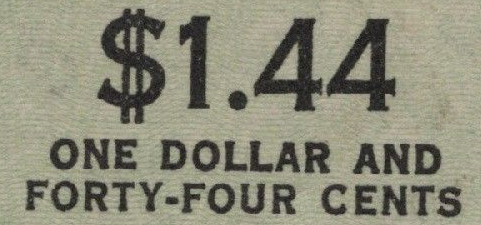 $1.44
ONE DOLLAR AND
FORTY-FOUR CENTS